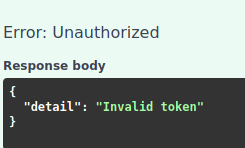 Error: Unauthorized
Response body
{
  "detail": "Invalid token"
}